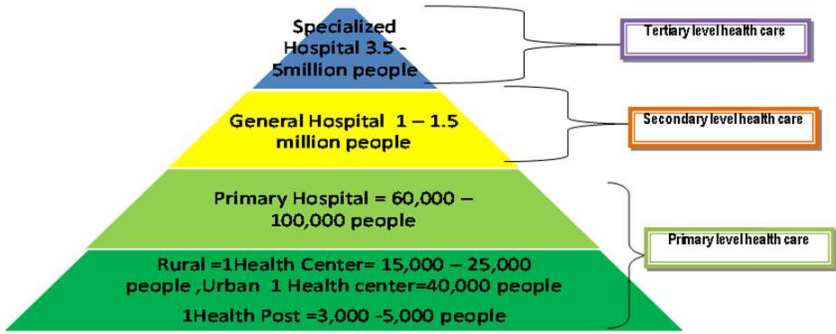 Specialized
Hospital 3.5 -
5million people
Tertiary level health care
General Hospital 1 – 1.5
million people
Secondary level health care
Primary Hospital = 60,000 –
100,000 people
Primary level health care
Rural =1Health Center= 15,000 – 25,000
people ,Urban 1 Health center=40,000 people
1Health Post =3,000 -5,000 people